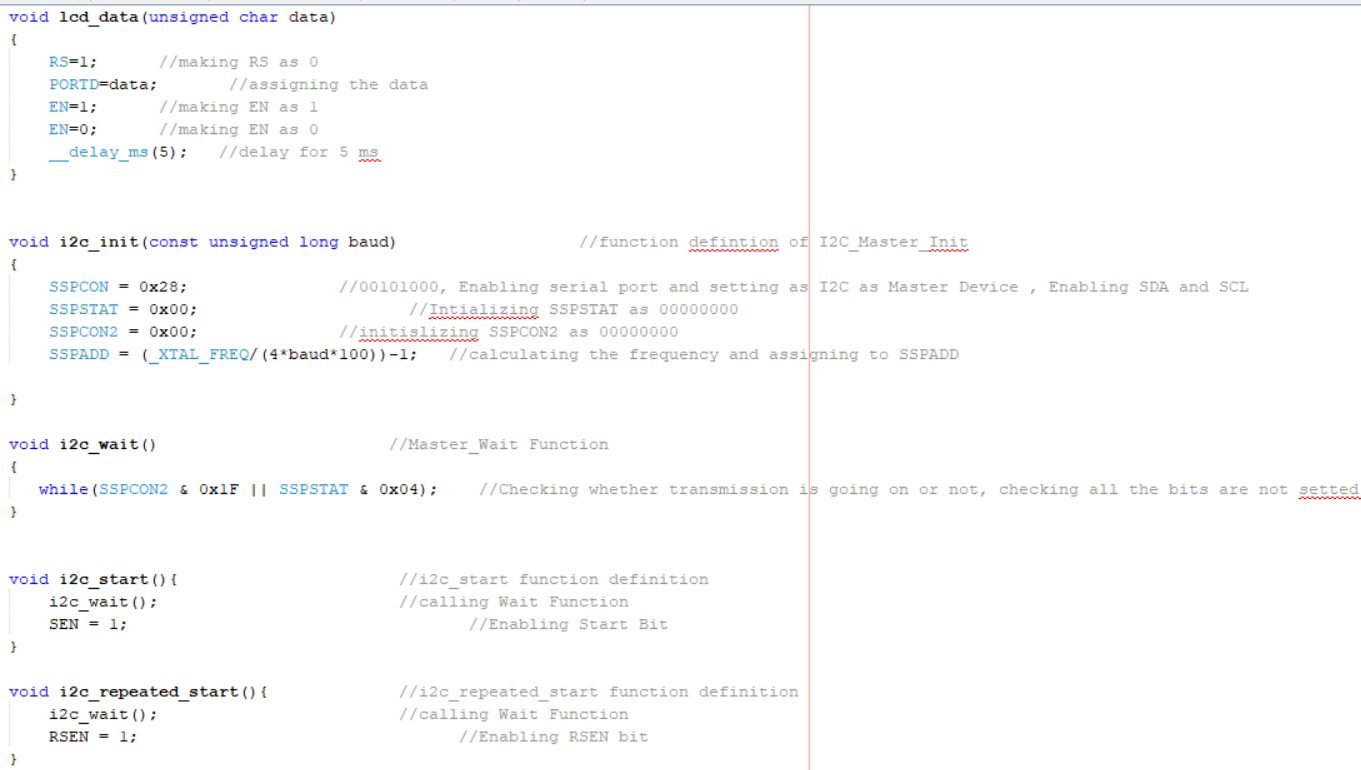 void lcd_data(unsigned char data)
{
RS=1; //making RS as 0
PORTD=data; //assigning the data
EN=1; //making EN as 1
EN=0; //making EN as 0
__delay_ms(5); //delay for 5 ms
}
void i2c_init(const unsigned long baud) //function defintion of I2C_Master_Init
{
SSPCON = 0x28; //00101000, Enabling serial port and setting as I2C as Master Device , Enabling SDA and SCL
SSPSTAT = 0x00; //Intializing SSPSTAT as 00000000
SSPCON2 = 0x00; //initislizing SSPCON2 as 00000000
SSPADD = (_XTAL_FREQ/(4*baud*100))-1; //calculating the frequency and assigning to SSPADD
}
void i2c_wait() //Master_Wait Function
{
while(SSPCON2 & 0x1F || SSPSTAT & 0x04); //Checking whether transmission is going on or not, checking all the bits are not setted
}
void i2c_start(){ //i2c_start function definition
i2c_wait(); //calling Wait Function
SEN = 1; //Enabling Start Bit
}
void i2c_repeated_start(){ //i2c_repeated_start function definition
i2c_wait(); //calling Wait Function
RSEN = 1; //Enabling RSEN bit
}